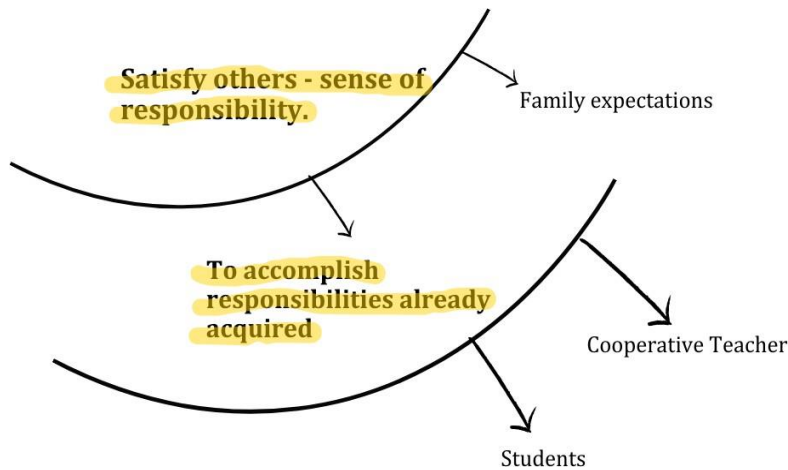 Satisfy others - sense of
responsibility.
Family expectations
To accomplish
responsibilities already
acquired
Cooperative Teacher
Students